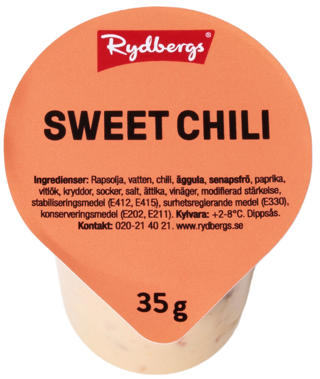 Rydbergs®
SWEET CHILI
Ingredienser: Rapsolja, vatten, chili, äggula, senapsfrö, paprika,
vitlök, kryddor, socker, salt, ättika, vinäger, modifierad stärkelse,
stabiliseringsmedel (E412, E415), surhetsreglerande medel (E330),
konserveringsmedel (E202, E211). Kylvara: +2-8°C. Dippsås.
Kontakt: 020-21 40 21. www.rydbergs.se
35 g